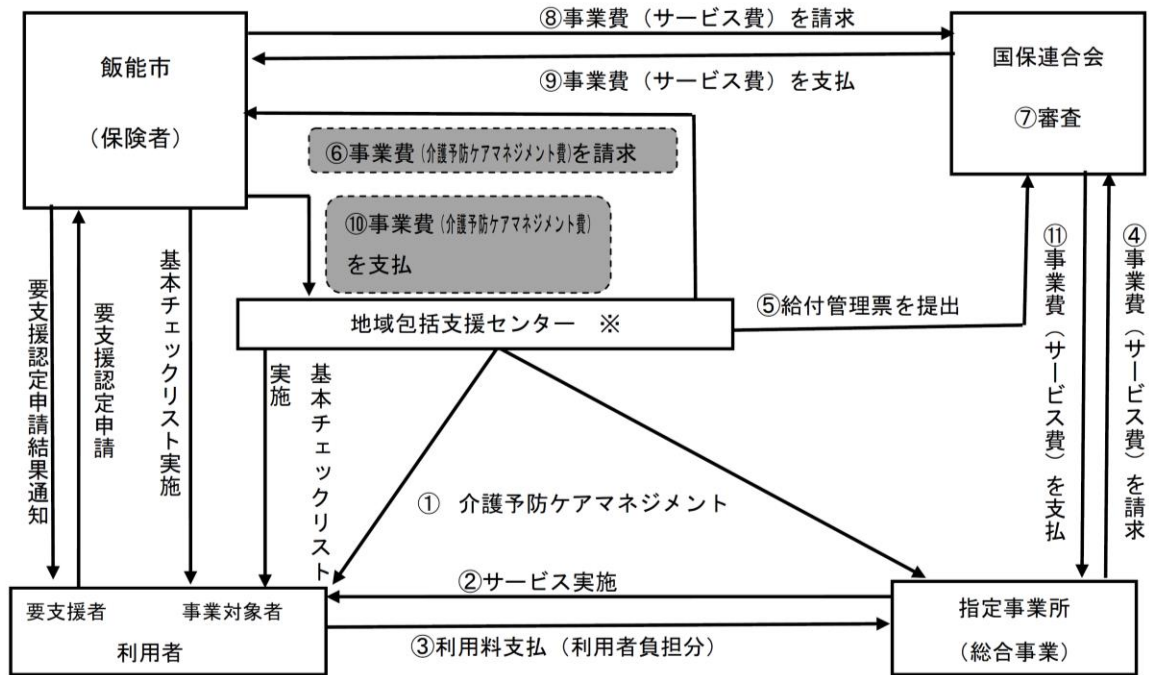 ⑧事業費（サービス費）を請求
飯能市
（保険者）
国保連合会
⑦審査
⑨事業費（サービス費）を支払
⑥事業費(介護予防ケアマネジメント費)を請求
⑩事業費(介護予防ケアマネジメント費)
を支払
要支援認定申請結果通知
要支援認定申請
基本チェックリスト実施
地域包括支援センター　※
⑤給付管理票を提出
⑪事業費（サービス費）を支払
④事業費（サービス費）を請求
基本チェックリスト
実施
①　介護予防ケアマネジメント
②サービス実施
要支援者　事業対象者
利用者
③利用料支払（利用者負担分）
指定事業所
（総合事業）